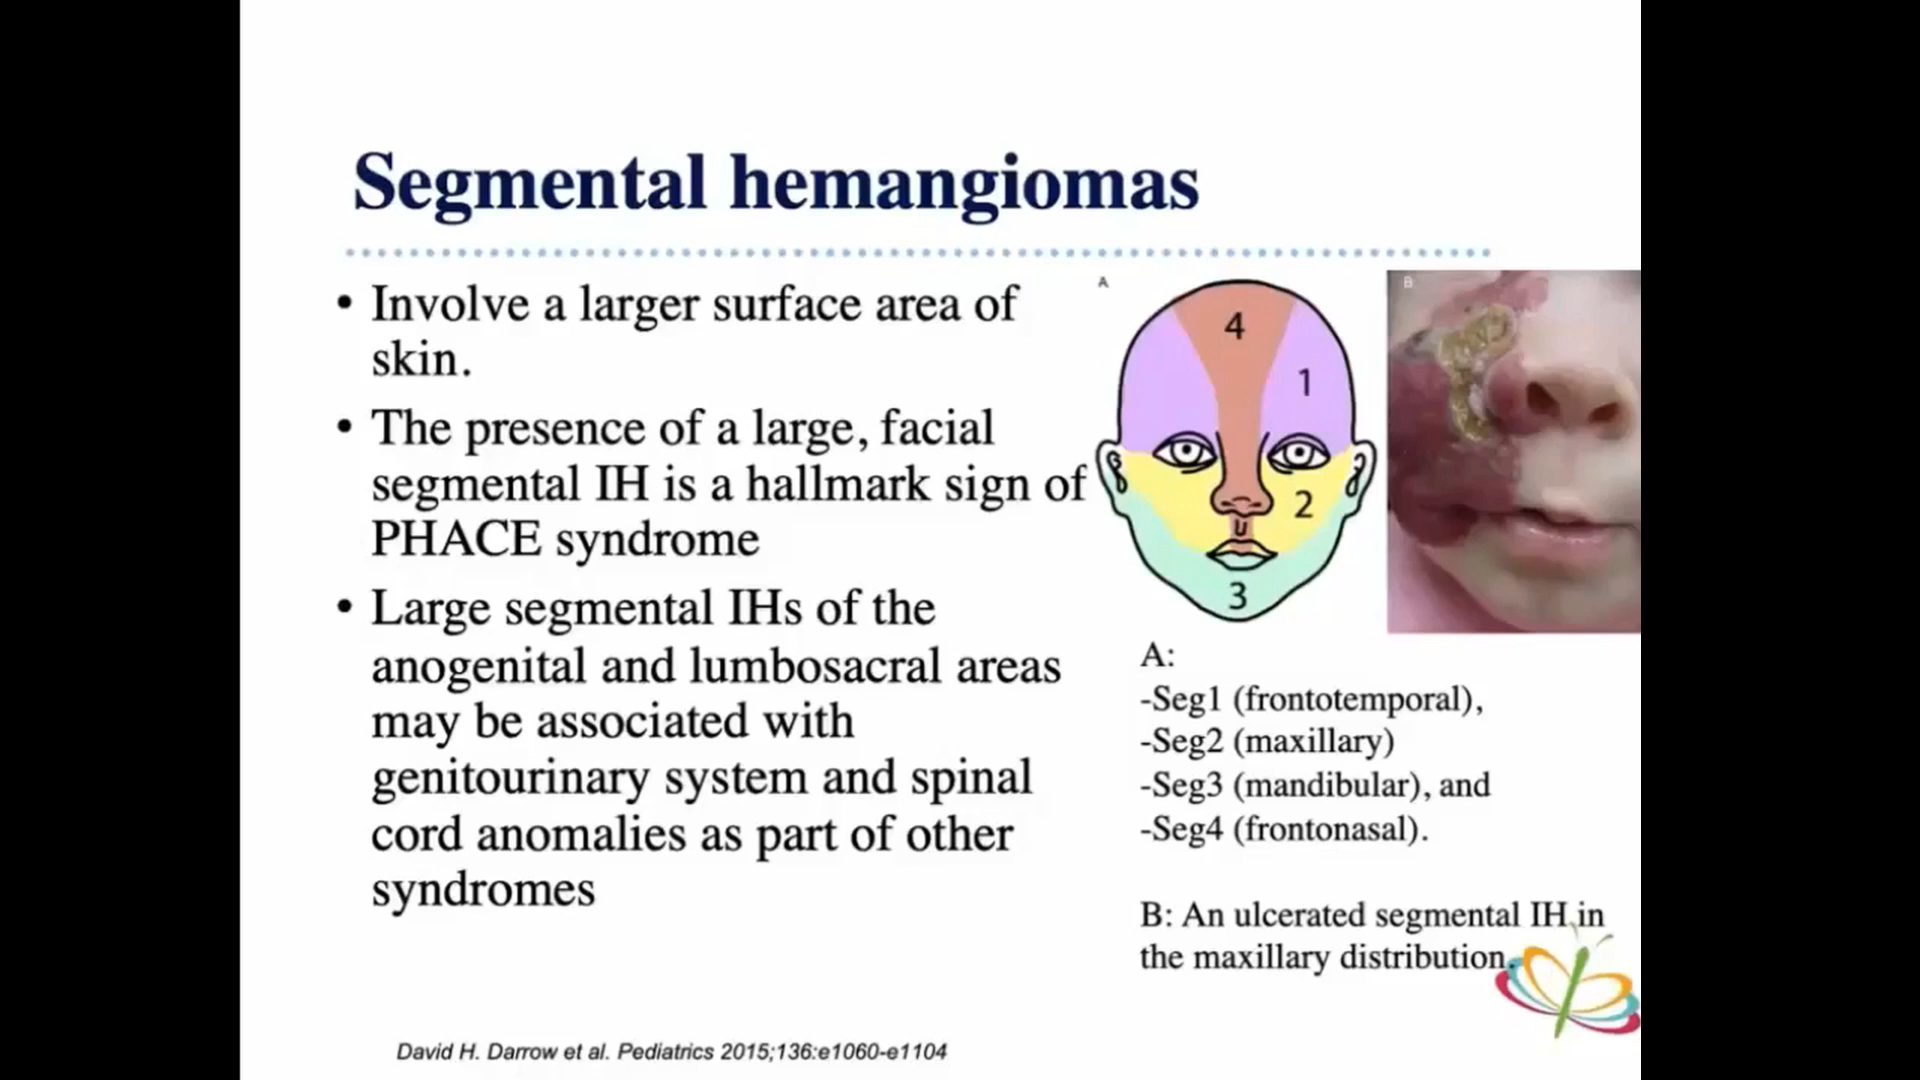 Segmental hemangiomas
• Involve a larger surface area of
skin.
• The presence of a large, facial
segmental IH is a hallmark sign of
PHACE syndrome
• Large segmental IHs of the
anogenital and lumbosacral areas
may be associated with
genitourinary system and spinal
cord anomalies as part of other
syndromes
A
4
1
2
3
B
A:
-Seg1 (frontotemporal),
-Seg2 (maxillary)
-Seg3 (mandibular), and
-Seg4 (frontonasal).
B: An ulcerated segmental IH in
the maxillary distribution.
David H. Darrow et al. Pediatrics 2015;136:e1060-e1104